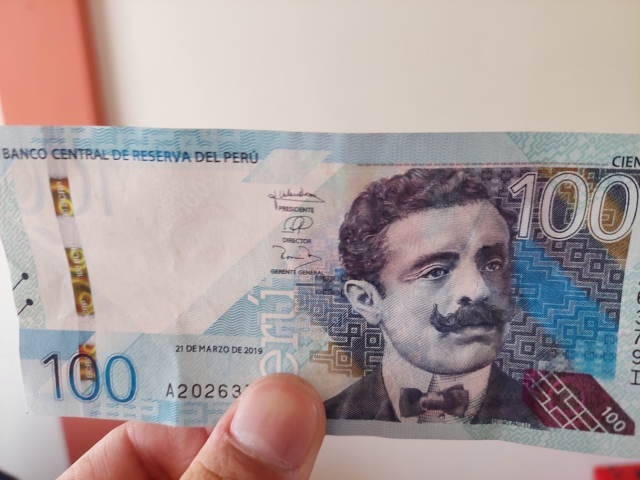 BANCO CENTRAL DE RESERVA DEL PERÚ
CIEN
100
PRESIDENTE
DIRECTOR
GERENTE GENERAL
21 DE MARZO DE 2019
100
A20263
100